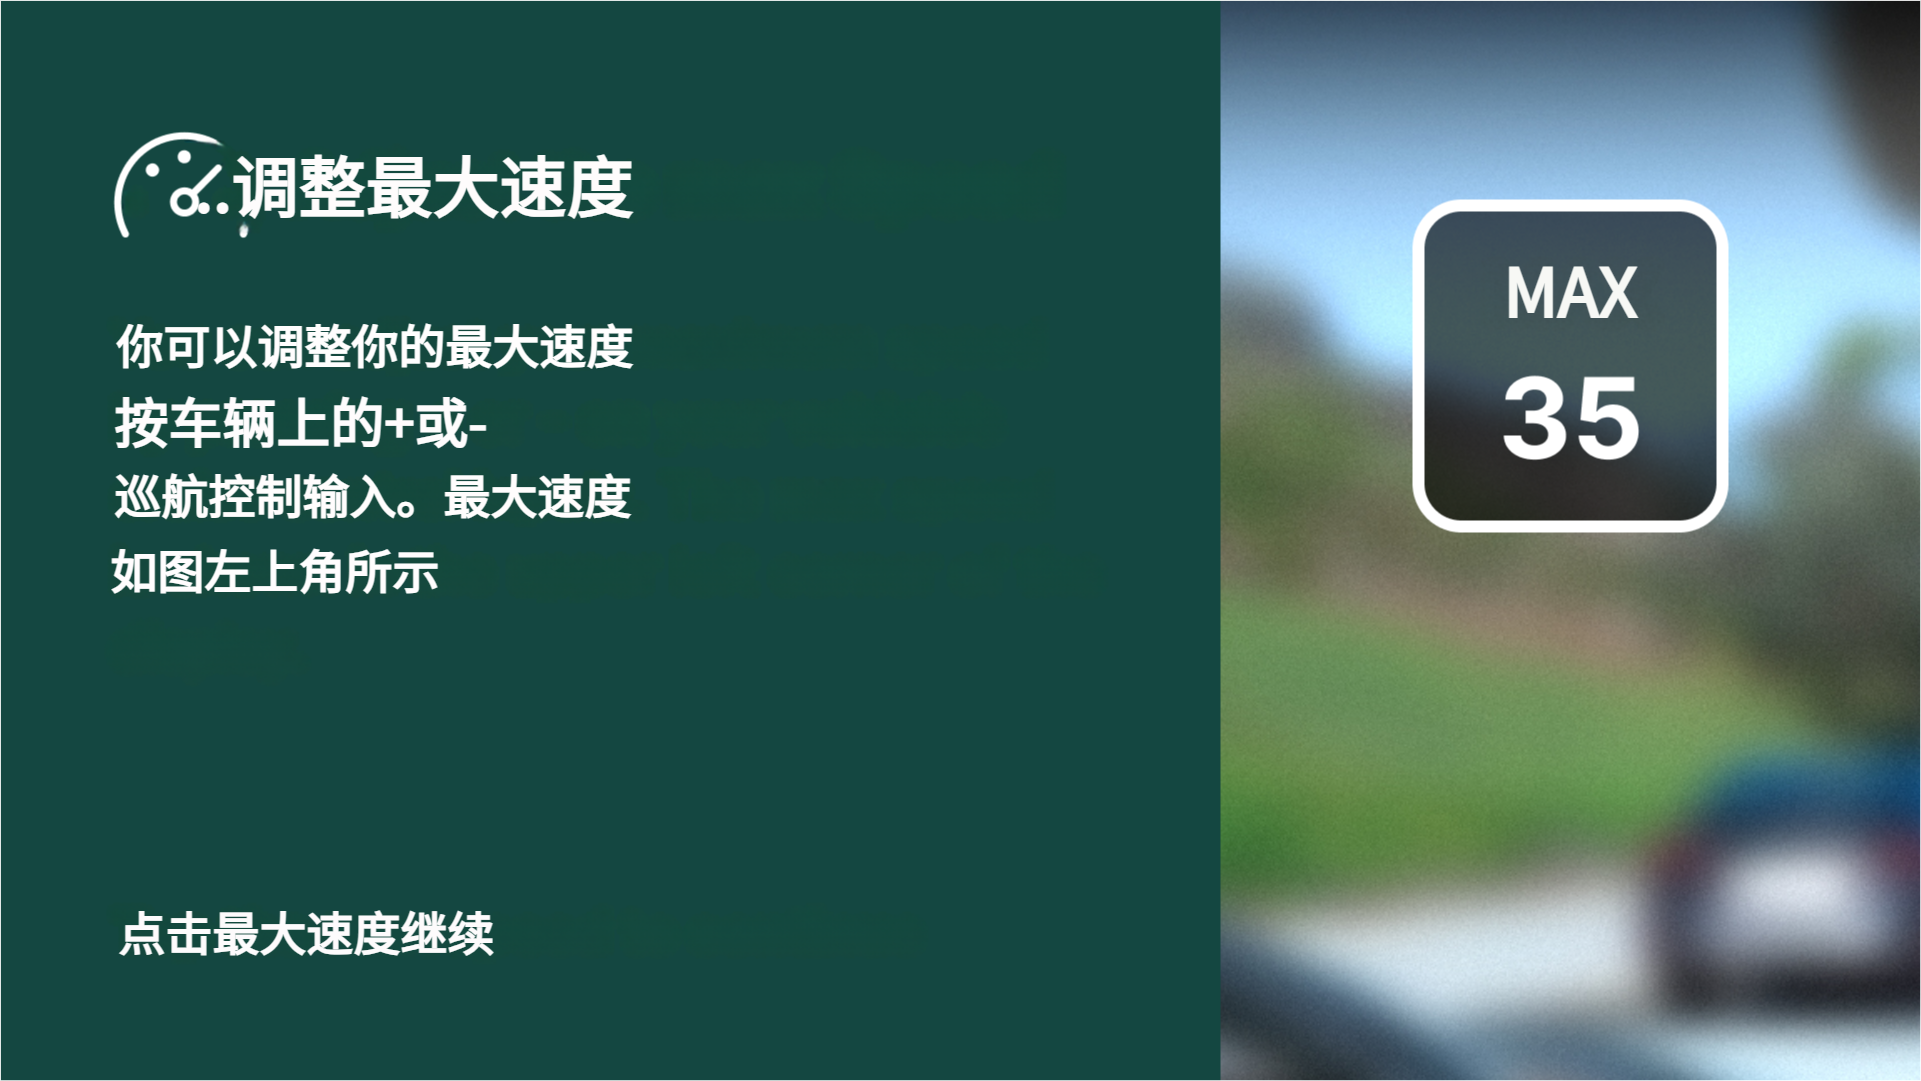 调整最大速度
你可以调整你的最大速度
按车辆上的+或-
巡航控制输入。最大速度
如图左上角所示
点击最大速度继续
MAX
35